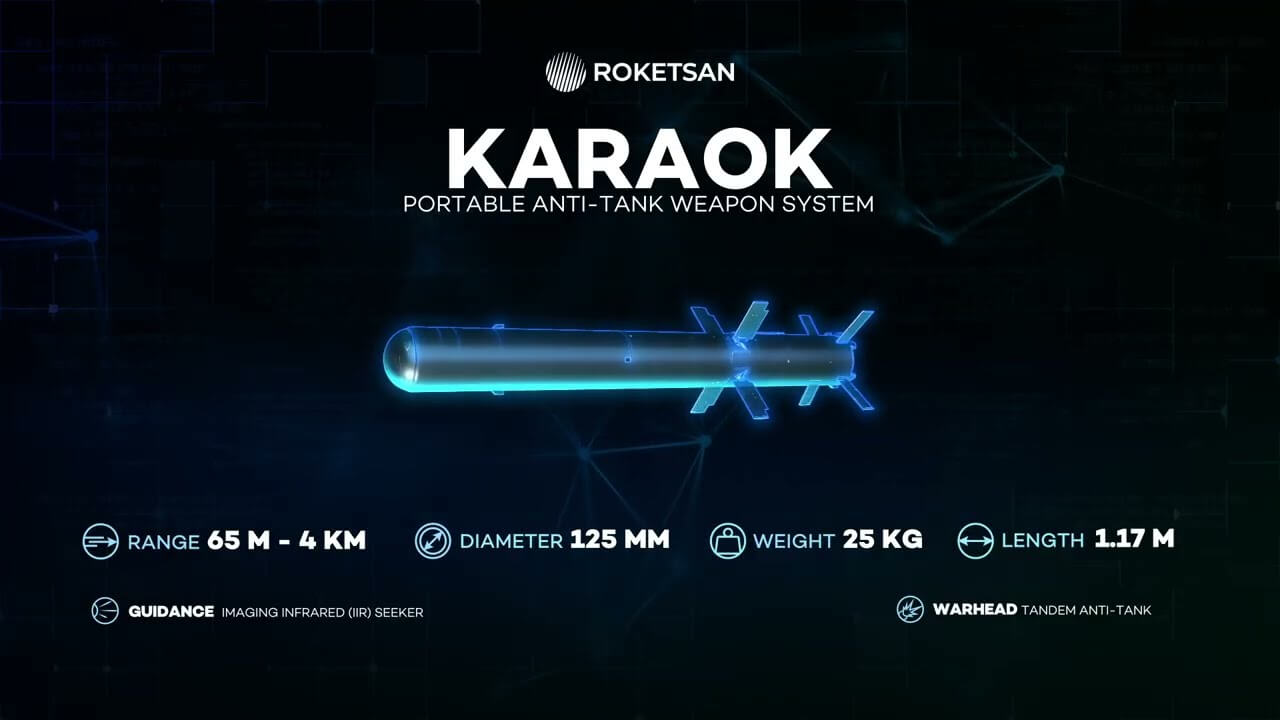 ROKETSAN
KARAOK
PORTABLE ANTI-TANK WEAPON SYSTEM
RANGE 65 M - 4 KM
DIAMETER 125 MM
WEIGHT 25 KG
LENGTH 1.17 M
GUIDANCE IMAGING INFRARED (IIR) SEEKER
WARHEAD TANDEM ANTI-TANK